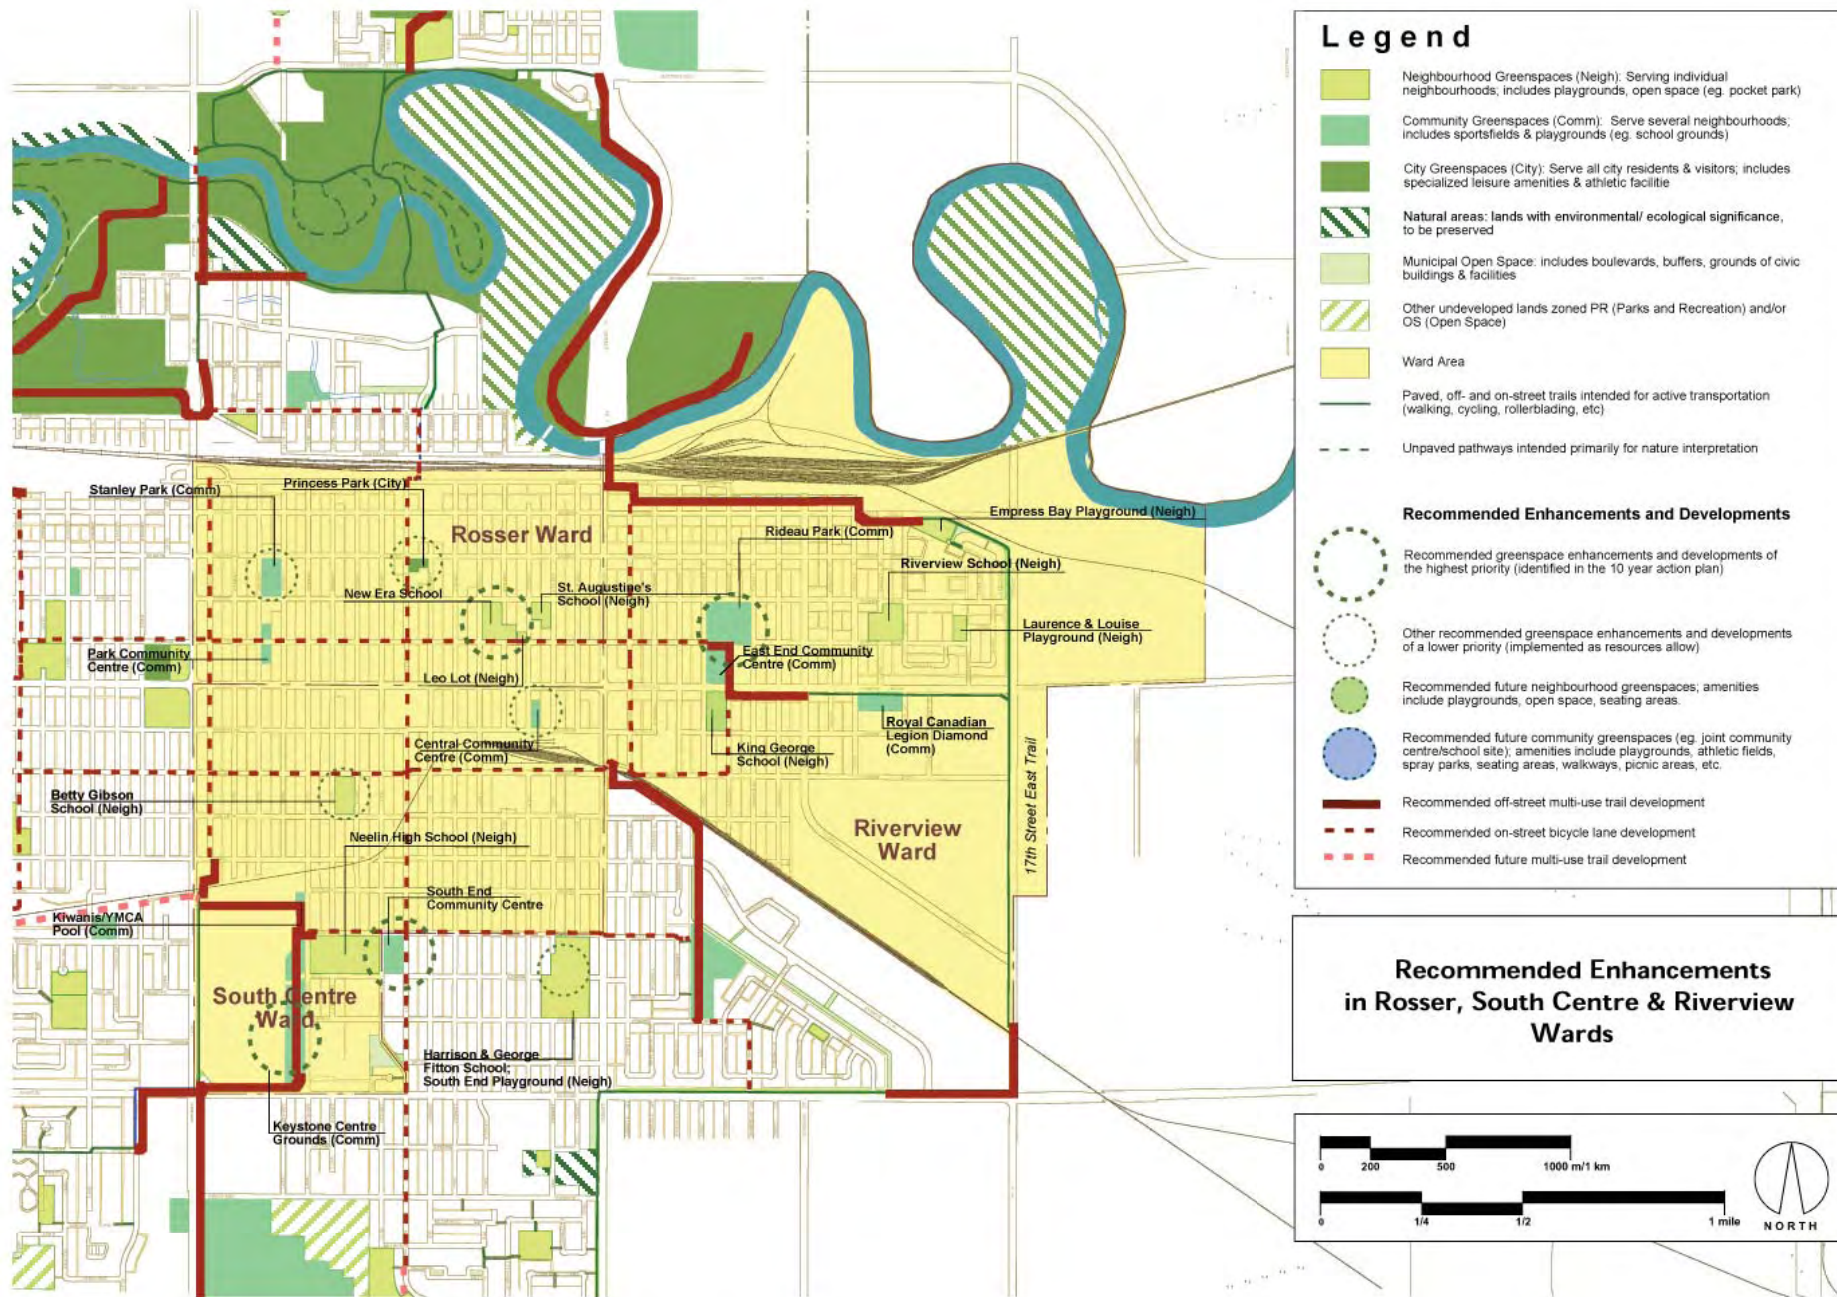 Legend
Neighbourhood Greenspaces (Neigh): Serving individual
neighbourhoods; includes playgrounds, open space (eg. pocket park)
Community Greenspaces (Comm): Serve several neighbourhoods;
includes sportsfields & playgrounds (eg. school grounds)
City Greenspaces (City): Serve all city residents & visitors; includes
specialized leisure amenities & athletic facilitie
Natural areas: lands with environmental/ ecological significance,
to be preserved
Municipal Open Space: includes boulevards, buffers, grounds of civic
buildings & facilities
Other undeveloped lands zoned PR (Parks and Recreation) and/or
OS (Open Space)
Ward Area
Paved, off- and on-street trails intended for active transportation
(walking, cycling, rollerblading, etc)
Unpaved pathways intended primarily for nature interpretation
Recommended Enhancements and Developments
Recommended greenspace enhancements and developments of
the highest priority (identified in the 10 year action plan)
Other recommended greenspace enhancements and developments
of a lower priority (implemented as resources allow)
Recommended future neighbourhood greenspaces; amenities
include playgrounds, open space, seating areas.
Recommended future community greenspaces (eg. joint community
centre/school site); amenities include playgrounds, athletic fields,
spray parks, seating areas, walkways, picnic areas, etc.
Recommended off-street multi-use trail development
Recommended on-street bicycle lane development
Recommended future multi-use trail development
Recommended Enhancements
in Rosser, South Centre & Riverview
Wards
0 200 500 1000 m/1 km
0 1/4 1/2 1 mile
NORTH
Stanley Park (Comm)
Princess Park (City)
Rosser Ward
Empress Bay Playground (Neigh)
Rideau Park (Comm)
Riverview School (Neigh)
New Era School
St. Augustine's
School (Neigh)
Laurence & Louise
Playground (Neigh)
Park Community
Centre (Comm)
East End Community
Centre (Comm)
Leo Lot (Neigh)
Royal Canadian
Legion Diamond
(Comm)
Central Community
Centre (Comm)
King George
School (Neigh)
17th Street East Trail
Betty Gibson
School (Neigh)
Riverview
Ward
Neelin High School (Neigh)
South End
Community Centre
Kiwanis/YMCA
Pool (Comm)
South Centre
Ward
Harrison & George
Fitton School;
South End Playground (Neigh)
Keystone Centre
Grounds (Comm)